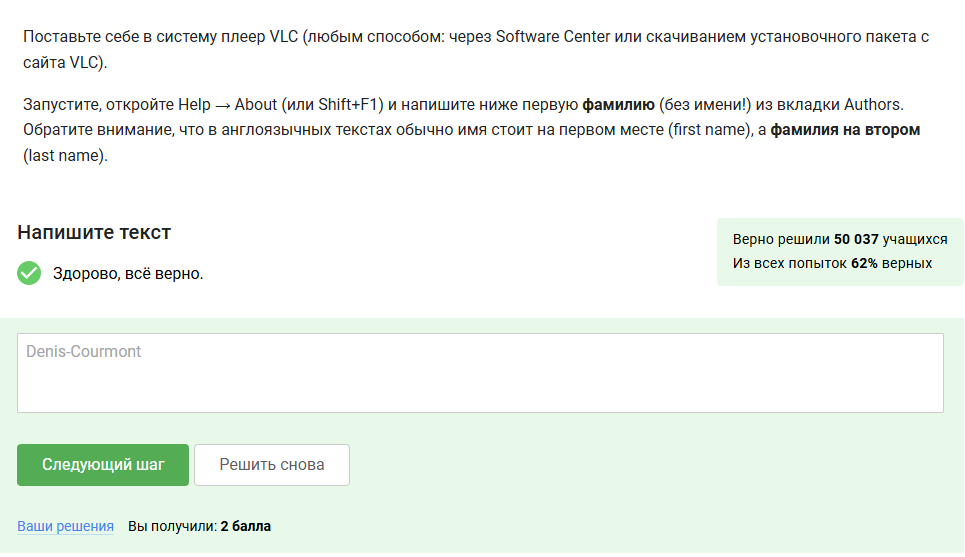 Поставьте себе в систему плеер VLC (любым способом: через Software Center или скачиванием установочного пакета с
сайта VLC).
Запустите, откройте Help → About (или Shift+F1) и напишите ниже первую фамилию (без имени!) из вкладки Authors.
Обратите внимание, что в англоязычных текстах обычно имя стоит на первом месте (first name), а фамилия на втором
(last name).
Напишите текст
Верно решили 50 037 учащихся
Из всех попыток 62% верных
Здорово, всё верно.
Denis-Courmont
Следующий шаг
Решить снова
Ваши решения Вы получили: 2 балла